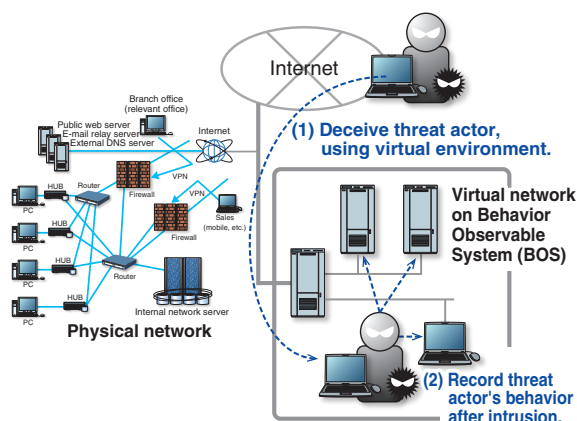 Internet
(1) Deceive threat actor,
using virtual environment.
Branch office
(relevant office)
Public web server
E-mail relay server
External DNS server
Internet
VPN
Firewall
Router
HUB
PC
HUB
PC
VPN
Firewall
Sales
(mobile, etc.)
HUB
PC
Router
HUB
PC
Internal network server
Physical network
Virtual network
on Behavior
Observable
System (BOS)
(2) Record threat
actor's behavior
after intrusion.